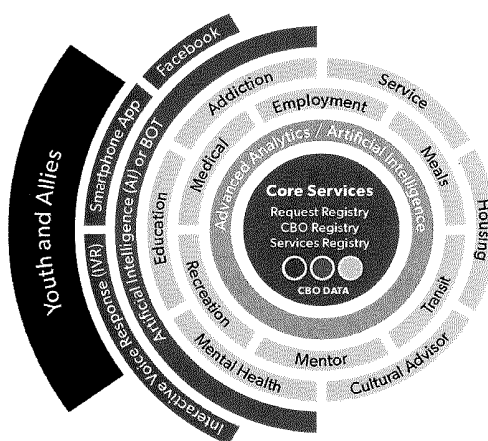 Youth and Allies
Facebook
Smartphone App
Interactive Voice Response (IVR)
Artificial Intelligence (AI) or BOT
Addiction
Service
Employment
Medical
Meals
Education
Housing
Recreation
Transit
Mental Health
Mentor
Cultural Advisor
Advanced Analytics / Artificial Intelligence
Core Services
Request Registry
CBO Registry
Services Registry
CBO DATA